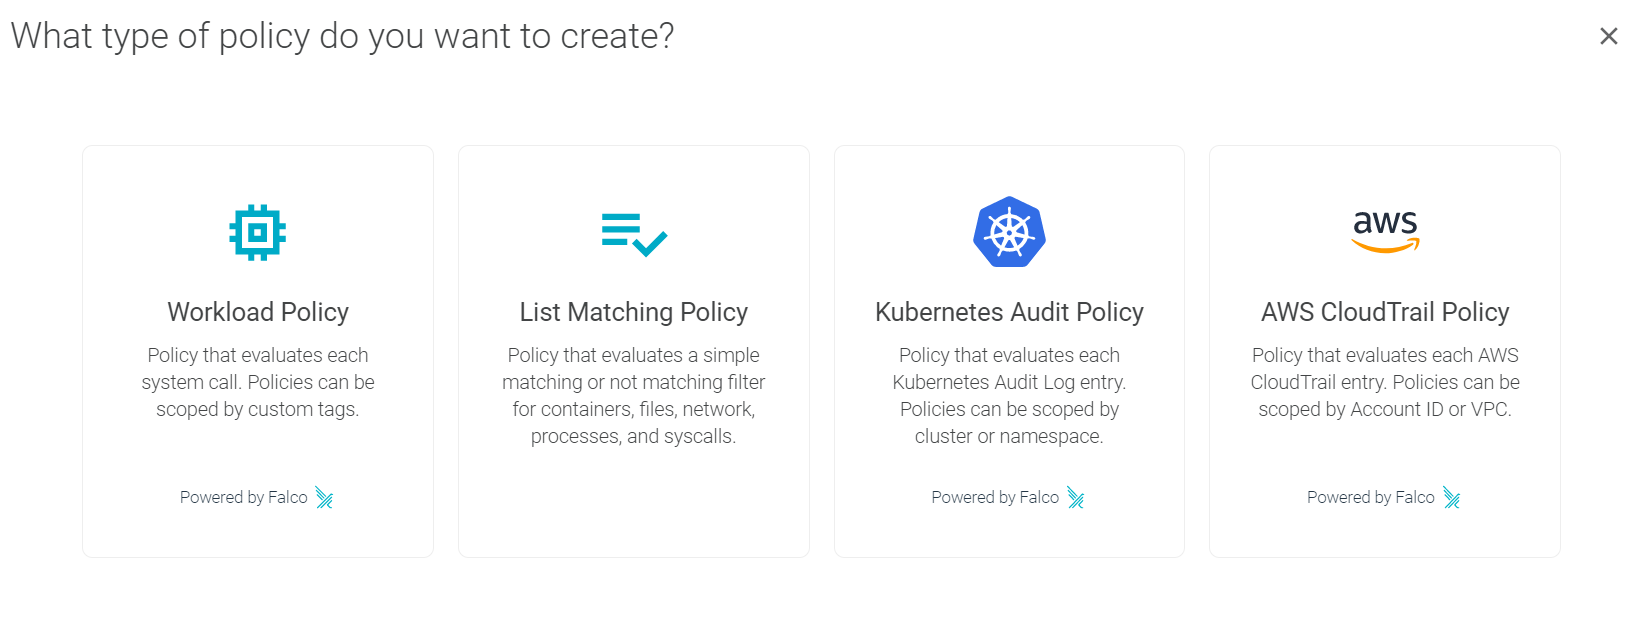 What type of policy do you want to create?
aws
Workload Policy
Policy that evaluates each
system call. Policies can be
scoped by custom tags.
Powered by Falco
List Matching Policy
Policy that evaluates a simple
matching or not matching filter
for containers, files, network,
processes, and syscalls.
Kubernetes Audit Policy
Policy that evaluates each
Kubernetes Audit Log entry.
Policies can be scoped by
cluster or namespace.
Powered by Falco
AWS CloudTrail Policy
Policy that evaluates each AWS
CloudTrail entry. Policies can be
scoped by Account ID or VPC.
Powered by Falco